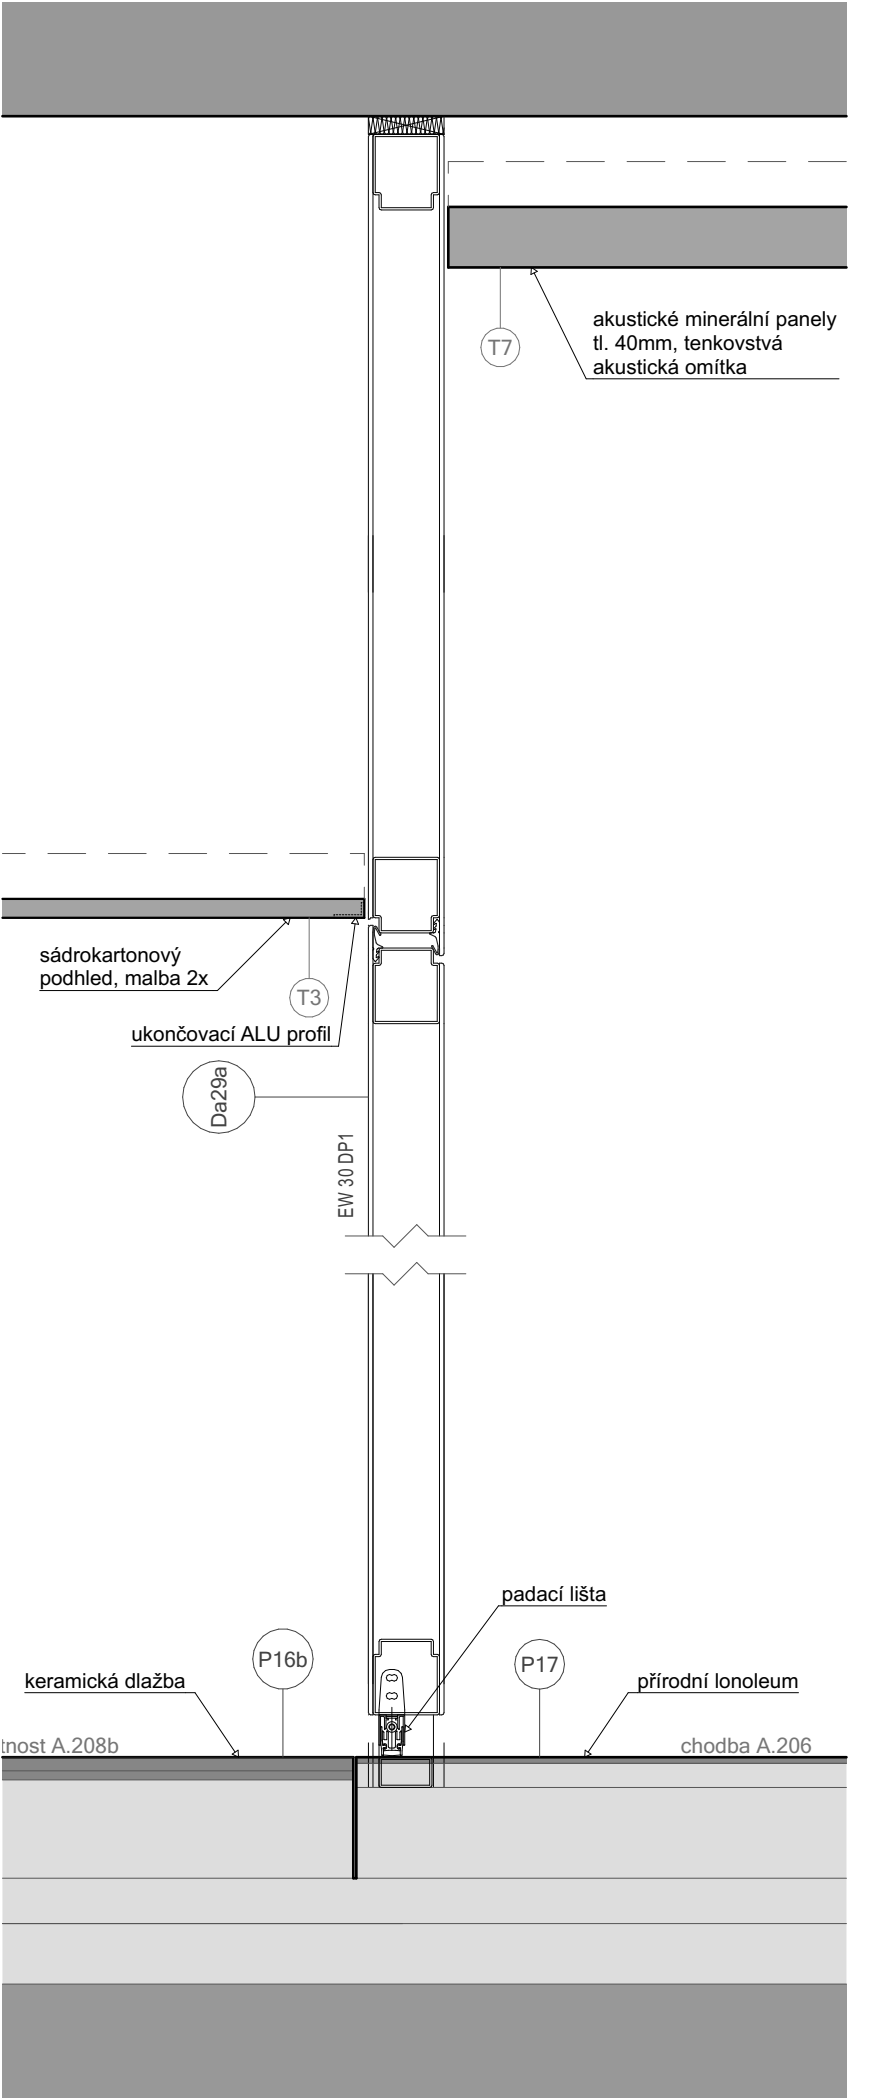 akustické minerální panely
tl. 40mm, tenkovstvá
akustická omítka
T7
sádrokartonový
podhled, malba 2x
T3
ukončovací ALU profil
Da29a
EW 30 DP1
padací lišta
P16b
P17
keramická dlažba
přírodní lonoleum
tnost A.208b
chodba A.206